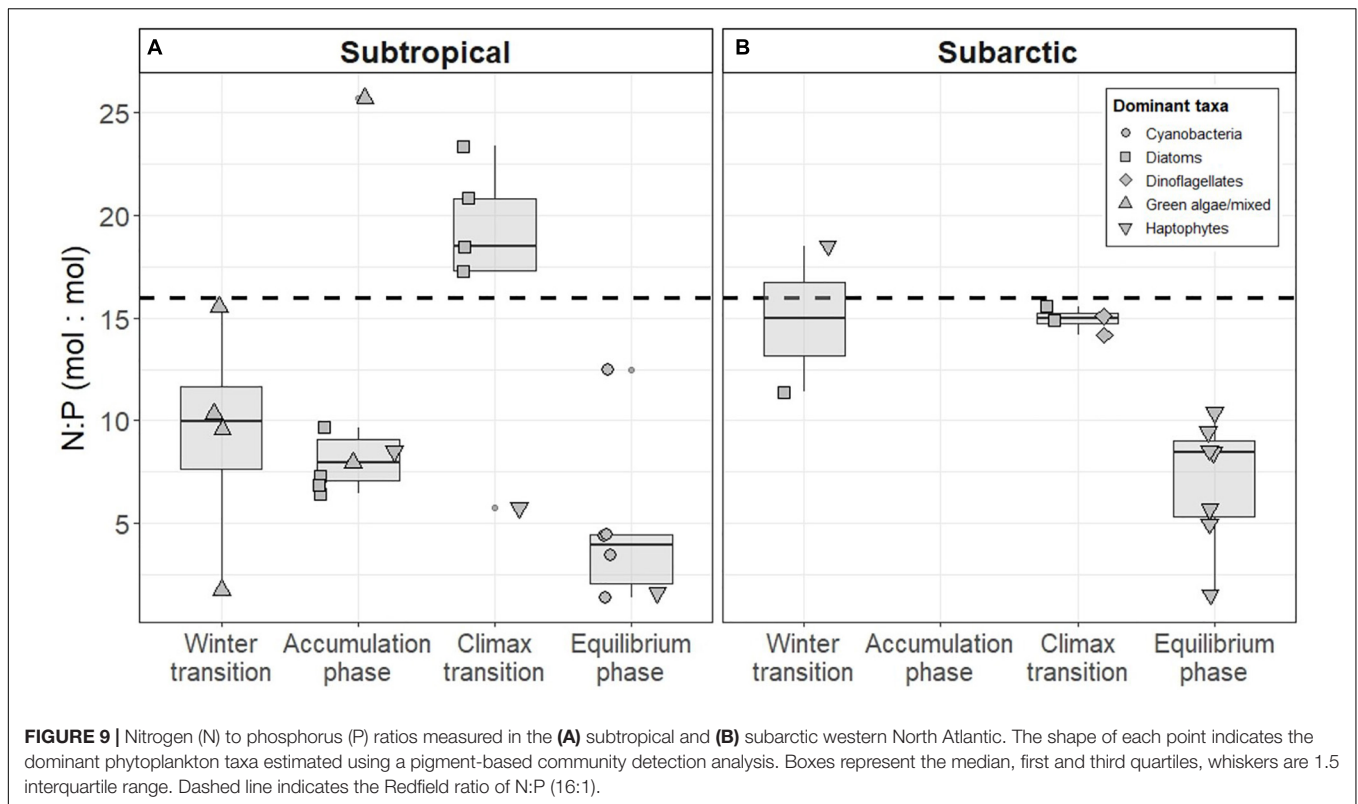 A
Subtropical
B
Subarctic
N:P (mol : mol)
25
20
15
10
5
Dominant taxa
Cyanobacteria
Diatoms
Dinoflagellates
Green algae/mixed
Haptophytes
Winter
transition
Accumulation
phase
Climax
transition
Equilibrium
phase
Winter
transition
Accumulation
phase
Climax
transition
Equilibrium
phase
FIGURE 9 | Nitrogen (N) to phosphorus (P) ratios measured in the (A) subtropical and (B) subarctic western North Atlantic. The shape of each point indicates the
dominant phytoplankton taxa estimated using a pigment-based community detection analysis. Boxes represent the median, first and third quartiles, whiskers are 1.5
interquartile range. Dashed line indicates the Redfield ratio of N:P (16:1).